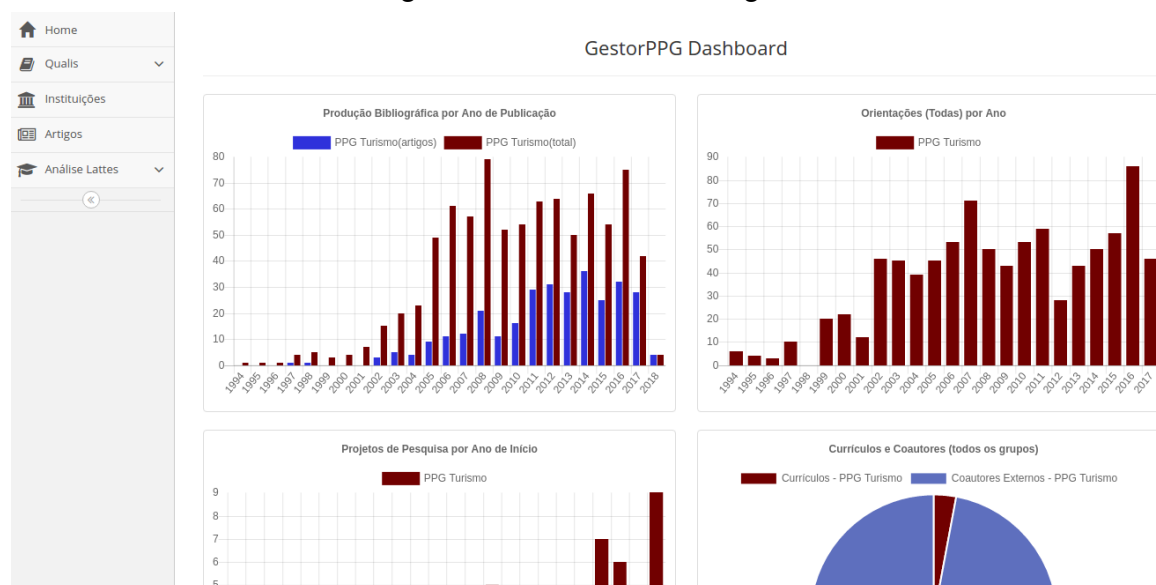 Home
Qualis
Instituições
Artigos
Análise Lattes
GestorPPG Dashboard
Produção Bibliográfica por Ano de Publicação
PPG Turismo(artigos) PPG Turismo(total)
80
70
60
50
40
30
20
10
0
1994 1995 1996 1997 1998 1999 2000 2001 2002 2003 2004 2005 2006 2007 2008 2009 2010 2011 2012 2013 2014 2015 2016 2017 2018
Orientações (Todas) por Ano
PPG Turismo
90
80
70
60
50
40
30
20
10
0
1994 1995 1996 1997 1998 1999 2000 2001 2002 2003 2004 2005 2006 2007 2008 2009 2010 2011 2012 2013 2014 2015 2016 2017
Projetos de Pesquisa por Ano de Início
PPG Turismo
9
8
7
6
5
Currículos e Coautores (todos os grupos)
Currículos - PPG Turismo Coautores Externos - PPG Turismo